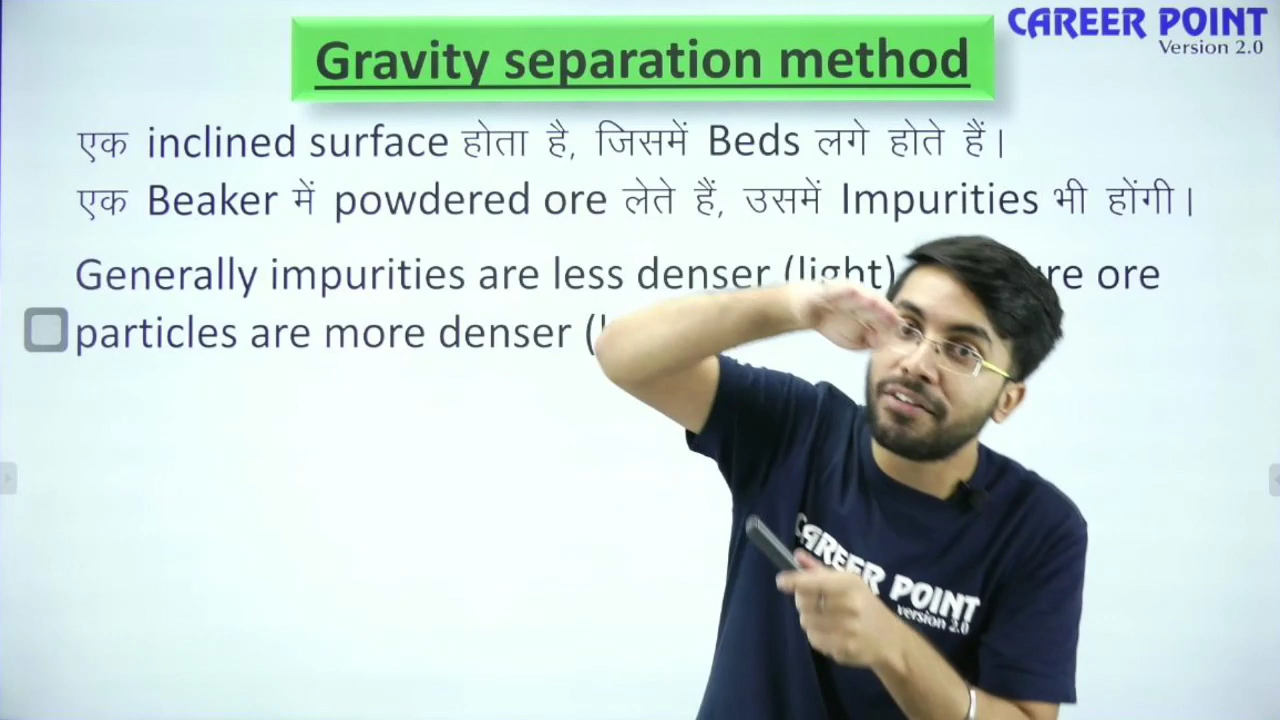 Gravity separation method
CAREER POINT
Version 2.0
एक inclined surface होता है, जिसमें Beds लगे होते हैं।
एक Beaker में powdered ore लेते हैं, उसमें Impurities भी होंगी।
Generally impurities are less denser (light) ore
particles are more denser (
CAREER POINT
version 2.0